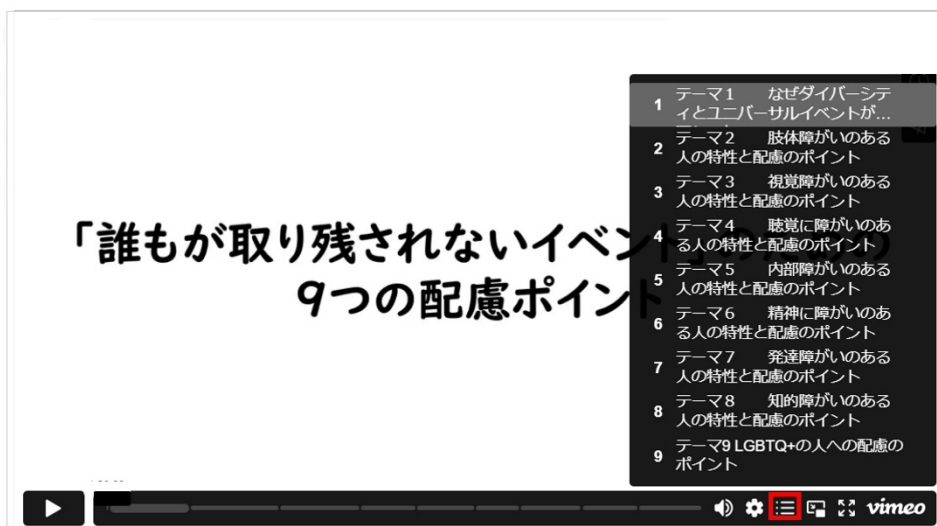 「誰もが取り残されないイベント」のための
9つの配慮ポイント
1 テーマ1 なぜダイバーシテ
ィとユニバーサルイベントが...
2 テーマ2 肢体障がいのある
人の特性と配慮のポイント
3 テーマ3 視覚障がいのある
人の特性と配慮のポイント
4 テーマ4 聴覚に障がいのあ
る人の特性と配慮のポイント
5 テーマ5 内部障がいのある
人の特性と配慮のポイント
6 テーマ6 精神に障がいのあ
る人の特性と配慮のポイント
7 テーマ7 発達障がいのある
人の特性と配慮のポイント
8 テーマ8 知的障がいのある
人の特性と配慮のポイント
9 テーマ9 LGBTQ+の人への配慮の
ポイント
vimeo